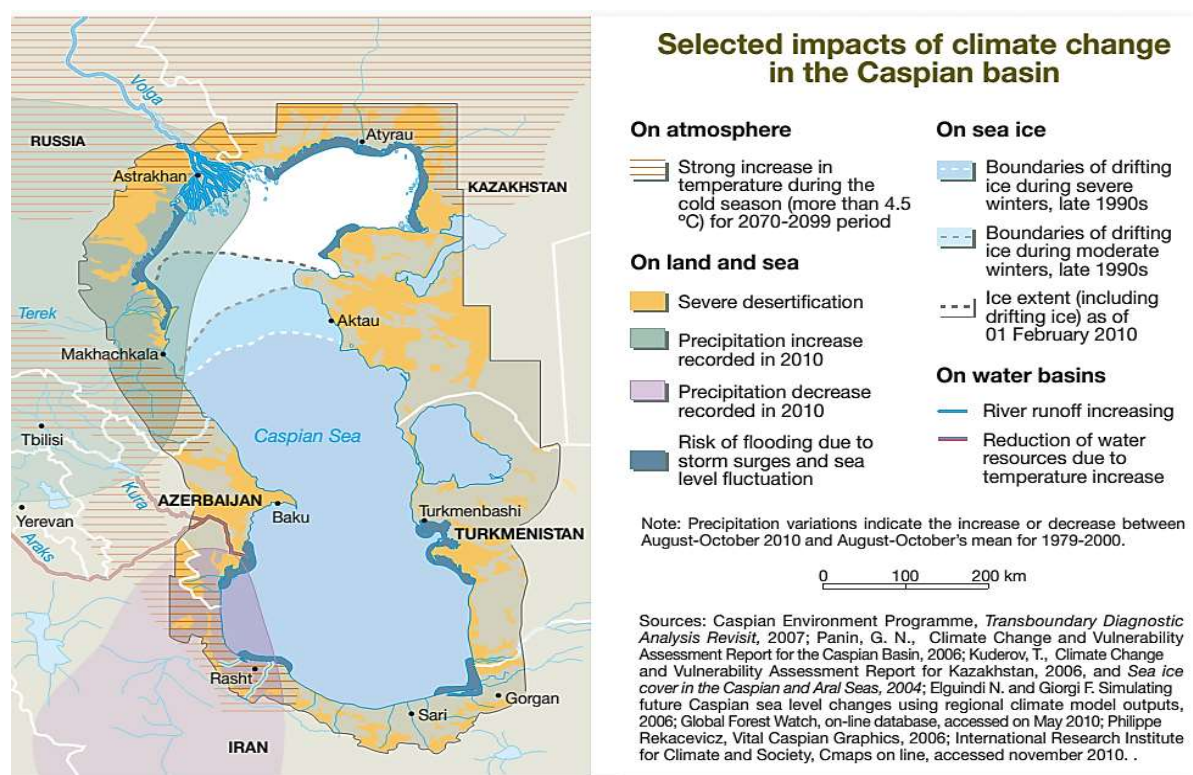 Selected impacts of climate change
in the Caspian basin
On atmosphere
Strong increase in
temperature during the
cold season (more than 4.5
ºC) for 2070-2099 period
On land and sea
Severe desertification
Precipitation increase
recorded in 2010
Precipitation decrease
recorded in 2010
Risk of flooding due to
storm surges and sea
level fluctuation
On sea ice
Boundaries of drifting
ice during severe
winters, late 1990s
Boundaries of drifting
ice during moderate
winters, late 1990s
Ice extent (including
drifting ice) as of
01 February 2010
On water basins
River runoff increasing
Reduction of water
resources due to
temperature increase
Note: Precipitation variations indicate the increase or decrease between
August-October 2010 and August-October's mean for 1979-2000.
0 100 200 km
Sources: Caspian Environment Programme, Transboundary Diagnostic
Analysis Revisit, 2007; Panin, G. N., Climate Change and Vulnerability
Assessment Report for the Caspian Basin, 2006; Kuderov, T., Climate Change
and Vulnerability Assessment Report for Kazakhstan, 2006, and Sea ice
cover in the Caspian and Aral Seas, 2004; Elguindi N. and Giorgi F. Simulating
future Caspian sea level changes using regional climate model outputs,
2006; Global Forest Watch, on-line database, accessed on May 2010; Philippe
Rekacevicz, Vital Caspian Graphics, 2006; International Research Institute
for Climate and Society, Cmaps on line, accessed november 2010. .
Volga
RUSSIA
Atyrau
Astrakhan
KAZAKHSTAN
Terek
Aktau
Makhachkala
Tbilisi
Caspian Sea
Kura
AZERBAIJAN
Baku
Yerevan
Araks
Turkmenbashi
TURKMENISTAN
Rasht
Gorgan
Sari
IRAN